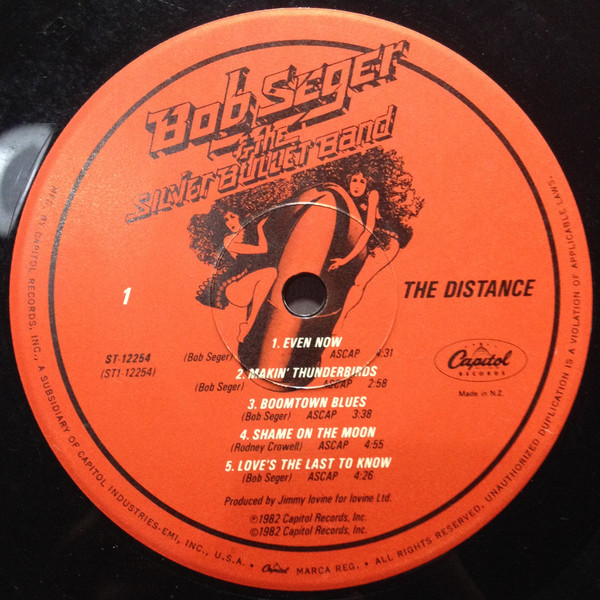 Bob Seger
& the
Silver Bullet Band
1
THE DISTANCE
ST-12254
(ST1-12254)
1. EVEN NOW
(Bob Seger) ASCAP 4:31
2. MAKIN' THUNDERBIRDS
(Bob Seger) ASCAP 2:58
3. BOOMTOWN BLUES
(Bob Seger) ASCAP 3:38
4. SHAME ON THE MOON
(Rodney Crowell) ASCAP 4:55
5. LOVE'S THE LAST TO KNOW
(Bob Seger) ASCAP 4:26
Capitol
RECORDS
Made in N.Z.
Produced by Jimmy Iovine for Iovine Ltd.
℗1982 Capitol Records, Inc.
©1982 Capitol Records, Inc.
MFG. BY CAPITOL RECORDS, INC., A SUBSIDIARY OF CAPITOL INDUSTRIES-EMI, INC., U.S.A. • Capitol MARCA REG. • ALL RIGHTS RESERVED. UNAUTHORIZED DUPLICATION IS A VIOLATION OF APPLICABLE LAWS.